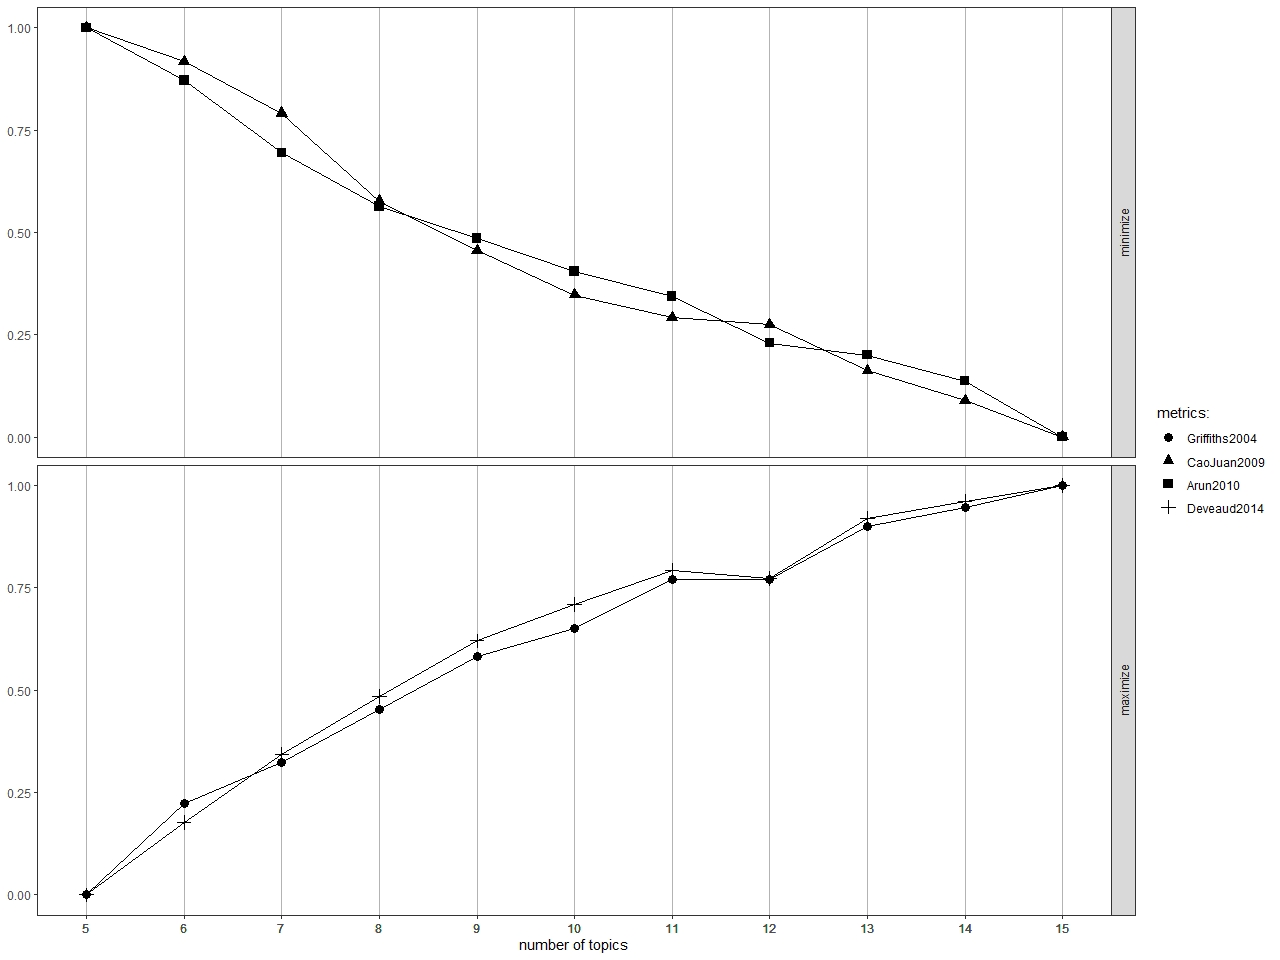 1.00
0.75
0.50
0.25
0.00
minimize
1.00
0.75
0.50
0.25
0.00
maximize
5 6 7 8 9 10 11 12 13 14 15
number of topics
metrics:
Griffiths2004
CaoJuan2009
Arun2010
Deveaud2014